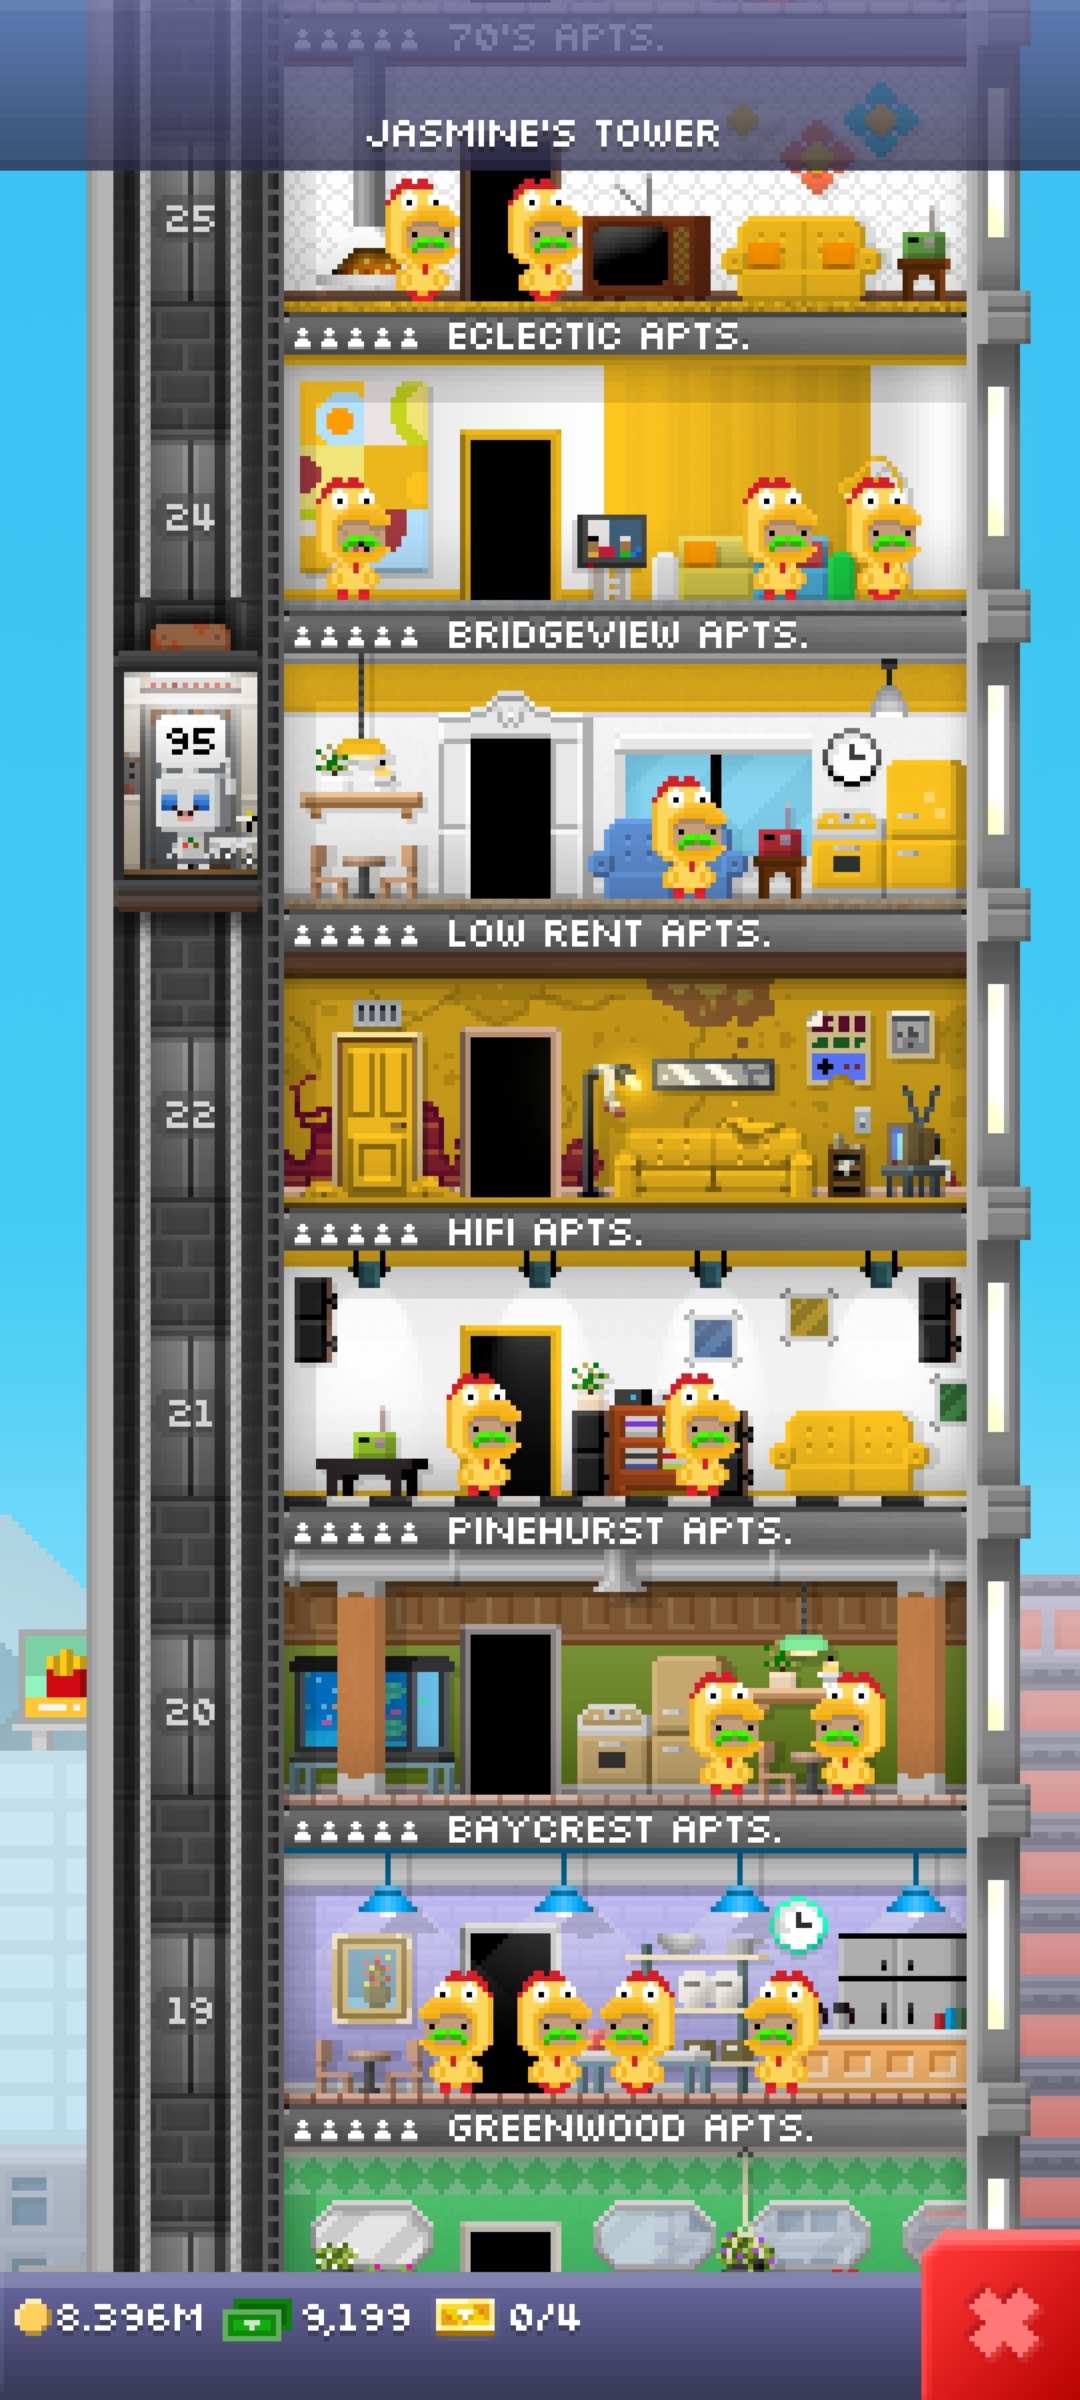 70'S APTS.
JASMINE'S TOWER
25
ECLECTIC APTS.
24
BRIDGEVIEW APTS.
95
LOW RENT APTS.
22
HIFI APTS.
21
PINEHURST APTS.
20
BAYCREST APTS.
19
GREENWOOD APTS.
8.396M 9,199 0/4